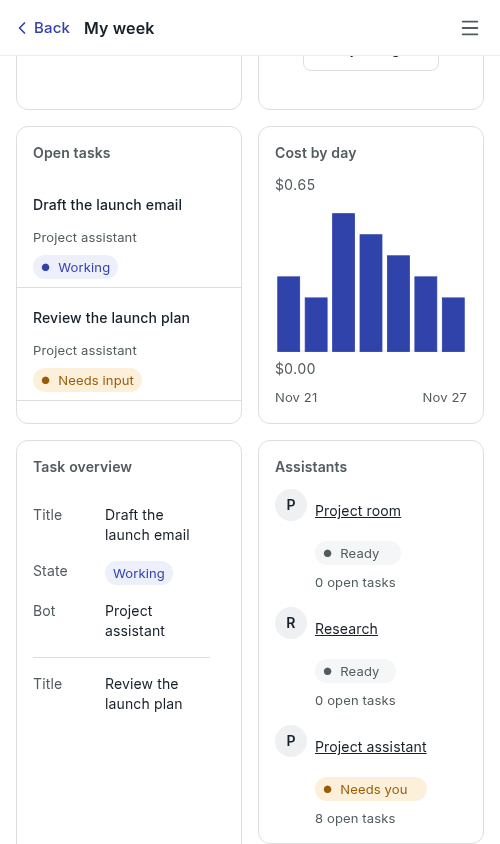 Back
My week
Open tasks
Draft the launch email
Project assistant
Working
Review the launch plan
Project assistant
Needs input
Cost by day
$0.65
$0.00
Nov 21
Nov 27
Task overview
Title
Draft the
launch email
State
Working
Bot
Project
assistant
Title
Review the
launch plan
Assistants
P
Project room
Ready
0 open tasks
R
Research
Ready
0 open tasks
P
Project assistant
Needs you
8 open tasks